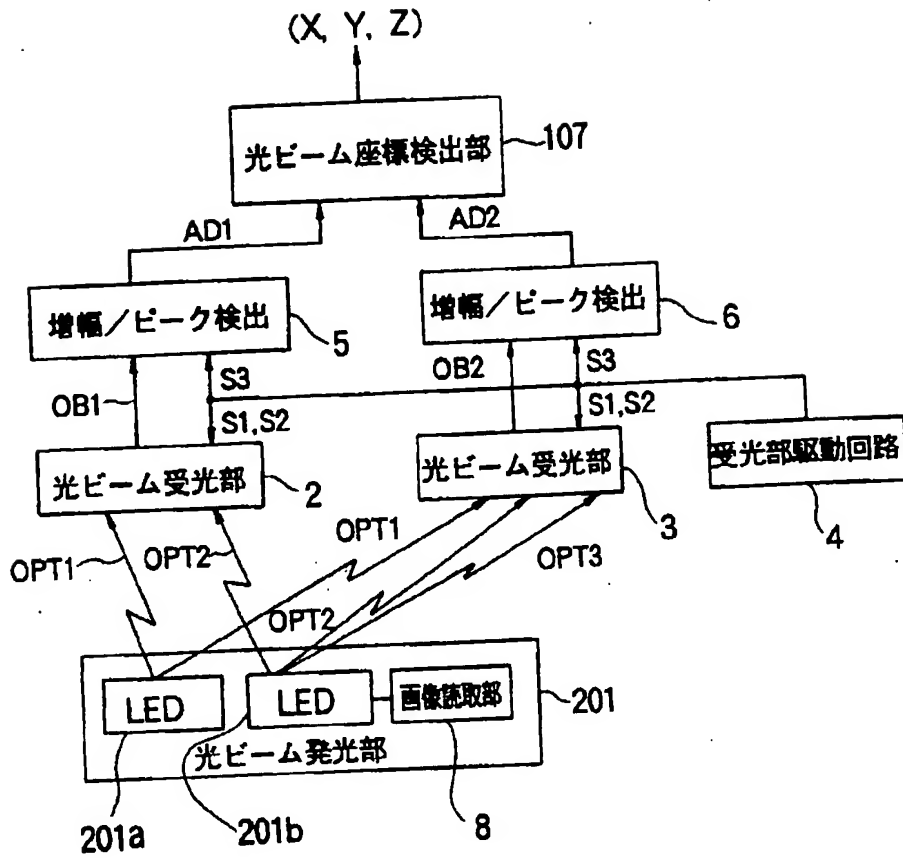 (X, Y, Z)
光ビーム座標検出部
107
AD1
AD2
増幅/ピーク検出
5
増幅/ピーク検出
6
OB1
S3
OB2
S3
S1,S2
S1,S2
光ビーム受光部
2
光ビーム受光部
3
受光部駆動回路
4
OPT1
OPT2
OPT1
OPT3
OPT2
LED
LED
画像読取部
201
光ビーム発光部
201a
201b
8